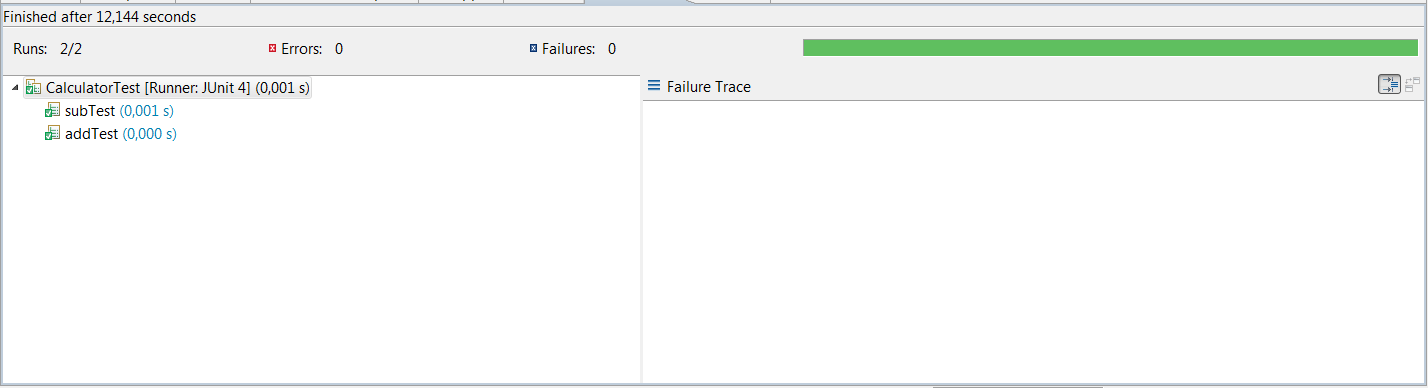 Finished after 12,144 seconds
Runs: 2/2 Errors: 0 Failures: 0
CalculatorTest [Runner: JUnit 4] (0,001 s)
subTest (0,001 s)
addTest (0,000 s)
Failure Trace